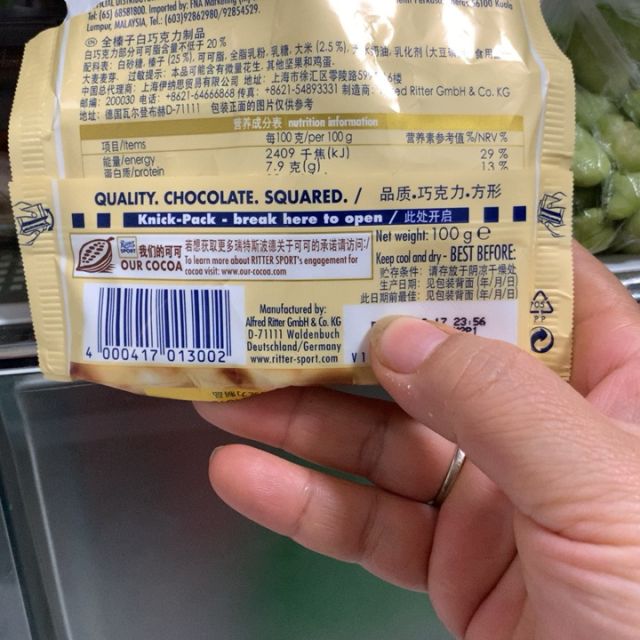 Tel: (65) 68581800. Imported by: FNA
Lumpur, MALAYSIA, Tel.: (603)92862980/92854529.
56100 Kuala
全榛子白巧克力制品
白巧克力部分可可脂含量不低于 20 %
配料表: 白砂糖, 榛子 (25 %), 可可脂, 全脂乳粉, 乳糖, 大米 (2.5 %), 乳化剂 (大豆
大麦麦芽. 过敏提示: 本品可能含有微量花生, 其他坚果和鸡蛋.
中国总代理商: 上海伊纳思贸易有限公司 地址: 上海市徐汇区零陵路
邮编: 200030 电话: +8621-64666868 传真: +8621-54893331 制造商: Alfred Ritter GmbH & Co. KG
地址: 德国瓦尔登布赫D-71111 包装正面的图片仅供参考
营养成分表 nutrition information
项目/Items 每100 克/per 100 g 营养素参考值%/NRV %
能量/energy 2409 千焦(kJ) 29 %
蛋白质/protein 7.9 克(g) 13 %
QUALITY. CHOCOLATE. SQUARED. / 品质.巧克力.方形
Knick-Pack - break here to open / 此处开启
RITTER SPORT 我们的可可
OUR COCOA
若想获取更多瑞特斯波德关于可可的承诺请访问:/
To learn more about RITTER SPORT's engagement for
cocoa visit: www.our-cocoa.com
Net weight: 100 g e
Keep cool and dry - BEST BEFORE:
贮存条件: 请存放于阴凉干燥处
生产日期: 见包装背面 (年/月/日)
此日期前最佳: 见包装背面 (年/月/日)
4 000417 013002
Manufactured by:
Alfred Ritter GmbH & Co. KG
D-71111 Waldenbuch
Deutschland/Germany
www.ritter-sport.com
17 23:56
V 1
PP